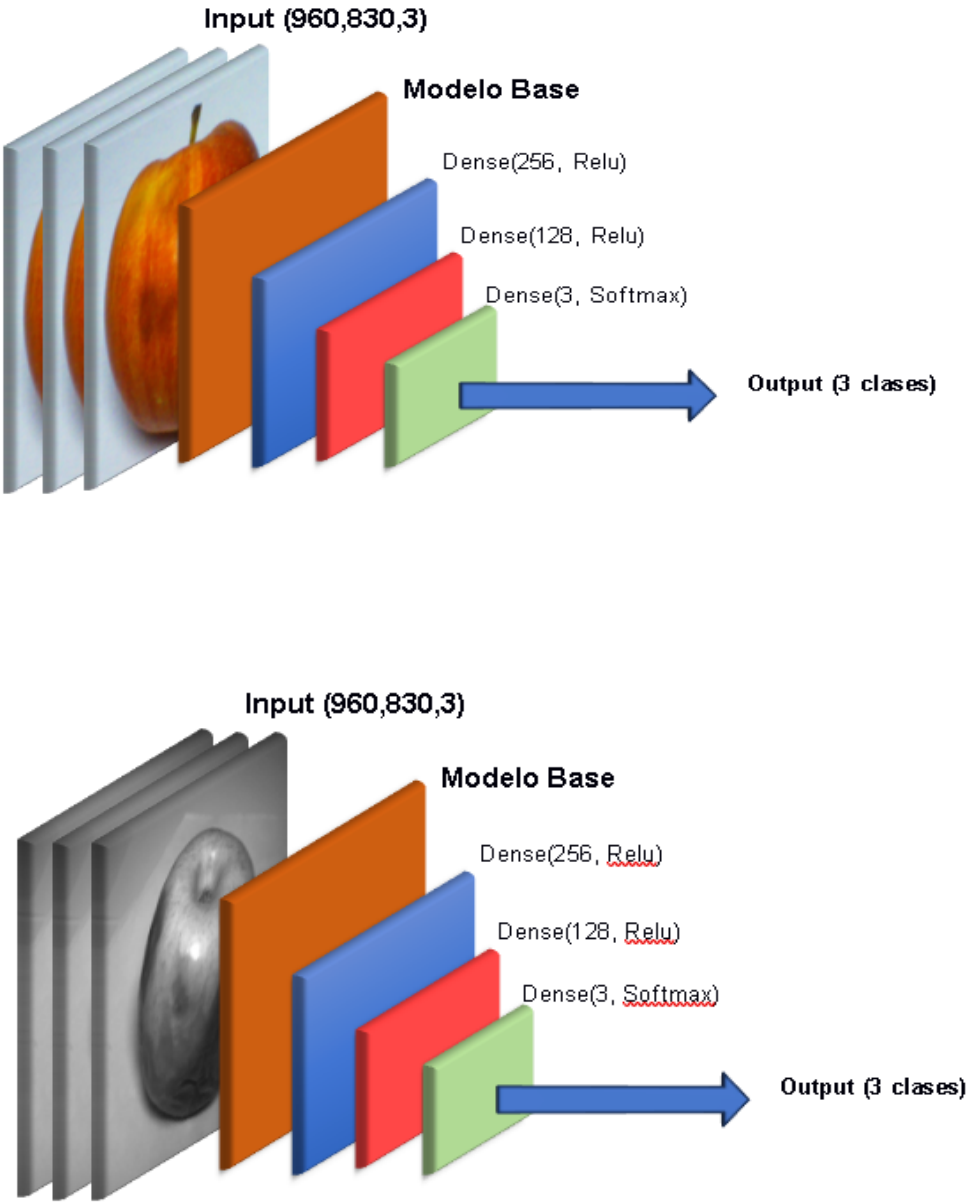 Input (960,830,3)
Modelo Base
Dense(256, Relu)
Dense(128, Relu)
Dense(3, Softmax)
Output (3 clases)
Input (960,830,3)
Modelo Base
Dense(256, Relu)
Dense(128, Relu)
Dense(3, Softmax)
Output (3 clases)